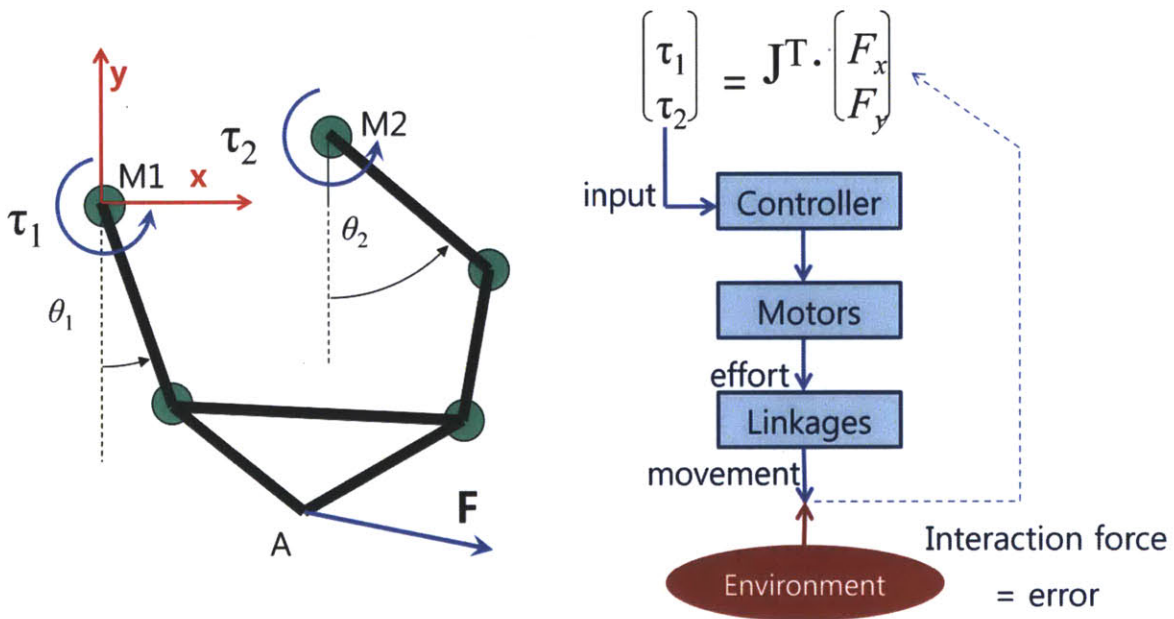 y
x
M1
M2
τ₁
τ₂
θ₁
θ₂
A
F
[τ₁ τ₂] = Jᵀ· [Fₓ F_y]
input
Controller
Motors
effort
Linkages
movement
Environment
Interaction force
= error